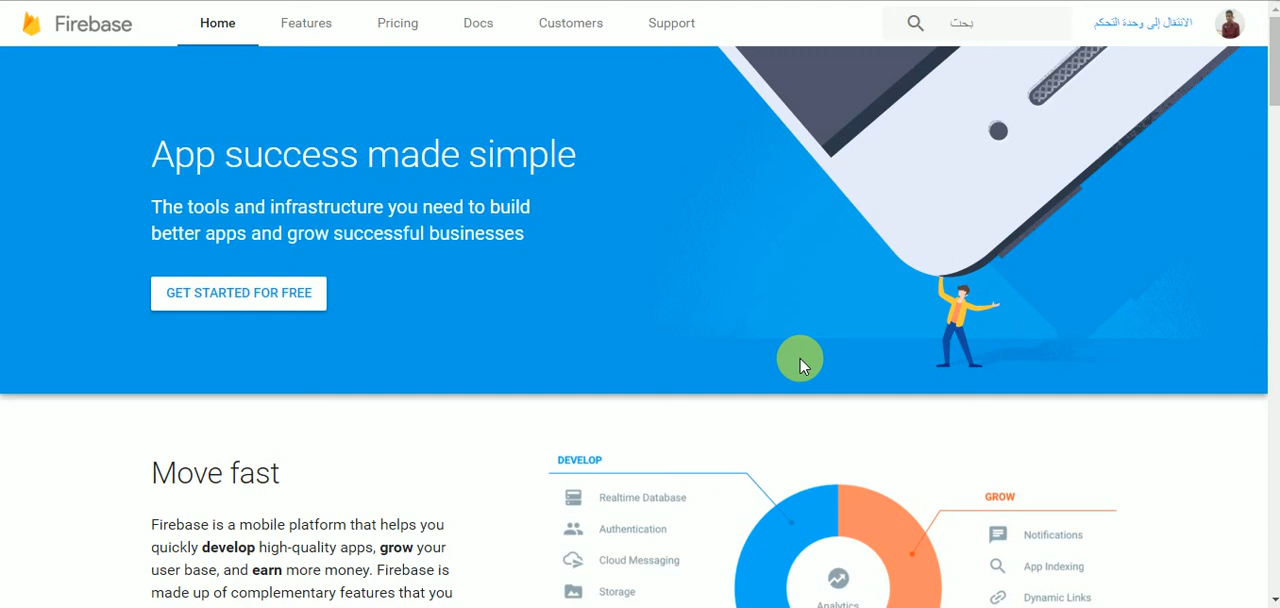 Firebase
Home
Features
Pricing
Docs
Customers
Support
بحث
الانتقال إلى وحدة التحكم
App success made simple
The tools and infrastructure you need to build
better apps and grow successful businesses
GET STARTED FOR FREE
Move fast
Firebase is a mobile platform that helps you
quickly develop high-quality apps, grow your
user base, and earn more money. Firebase is
made up of complementary features that you
DEVELOP
Realtime Database
Authentication
Cloud Messaging
Storage
Analytics
GROW
Notifications
App Indexing
Dynamic Links